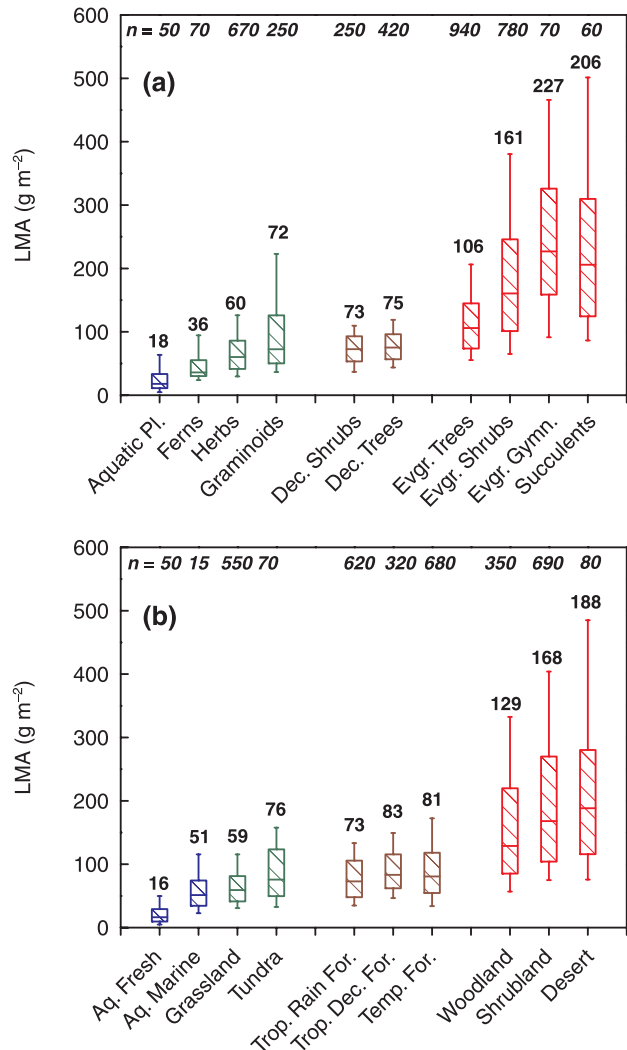 600
n = 50 70 670 250 250 420 940 780 70 60
(a)
206
500
227
400
161
LMA (g m⁻²)
300
72
200
106
60
73
75
36
100
18
0
Aquatic Pl.
Ferns
Herbs
Graminoids
Dec. Shrubs
Dec. Trees
Evgr. Trees
Evgr. Shrubs
Evgr. Gymn.
Succulents
600
n = 50 15 550 70 620 320 680 350 690 80
(b)
188
500
168
400
129
LMA (g m⁻²)
300
200
76
73
83
81
51
59
100
16
0
Aq. Fresh
Aq. Marine
Grassland
Tundra
Trop. Rain For.
Trop. Dec. For.
Temp. For.
Woodland
Shrubland
Desert